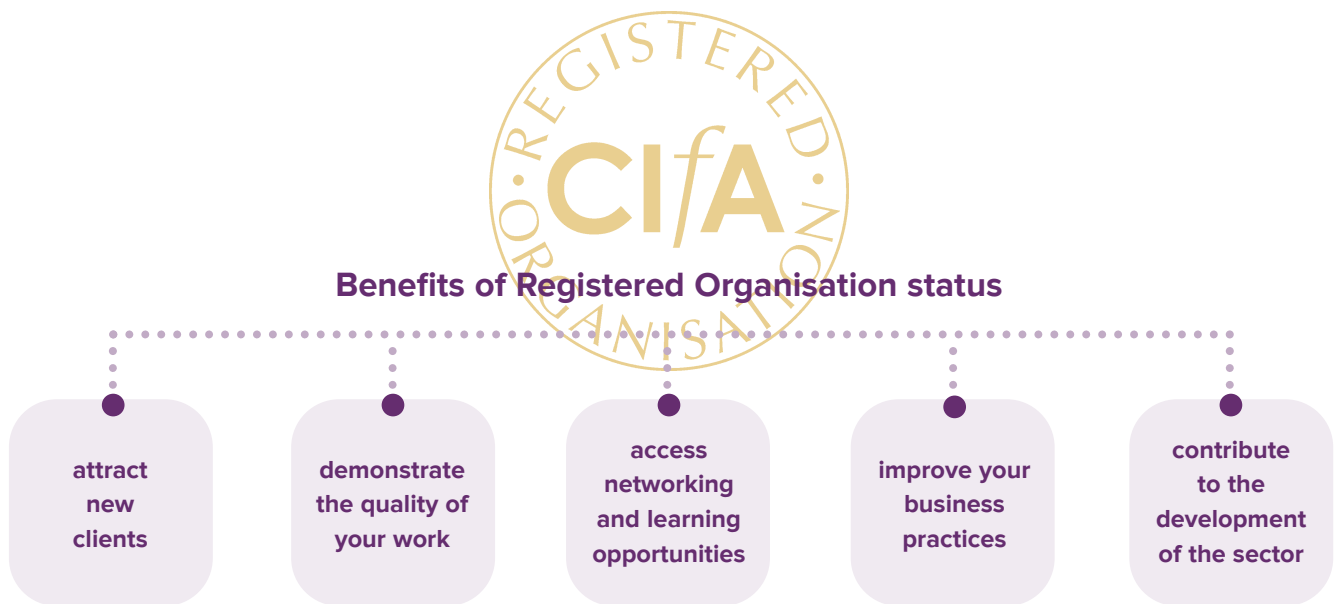 · REGISTERED ·
CIfA
ORGANISATION
Benefits of Registered Organisation status
attract
new
clients
demonstrate
the quality of
your work
access
networking
and learning
opportunities
improve your
business
practices
contribute
to the
development
of the sector